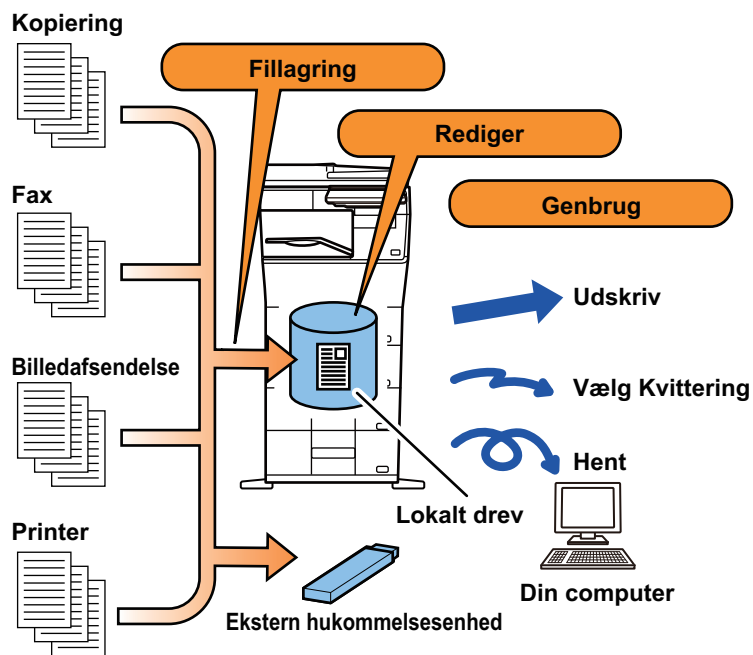 Kopiering
Fillagring
Rediger
Fax
Genbrug
Udskriv
Billedafsendelse
Vælg Kvittering
Hent
Lokalt drev
Printer
Din computer
Ekstern hukommelsesenhed